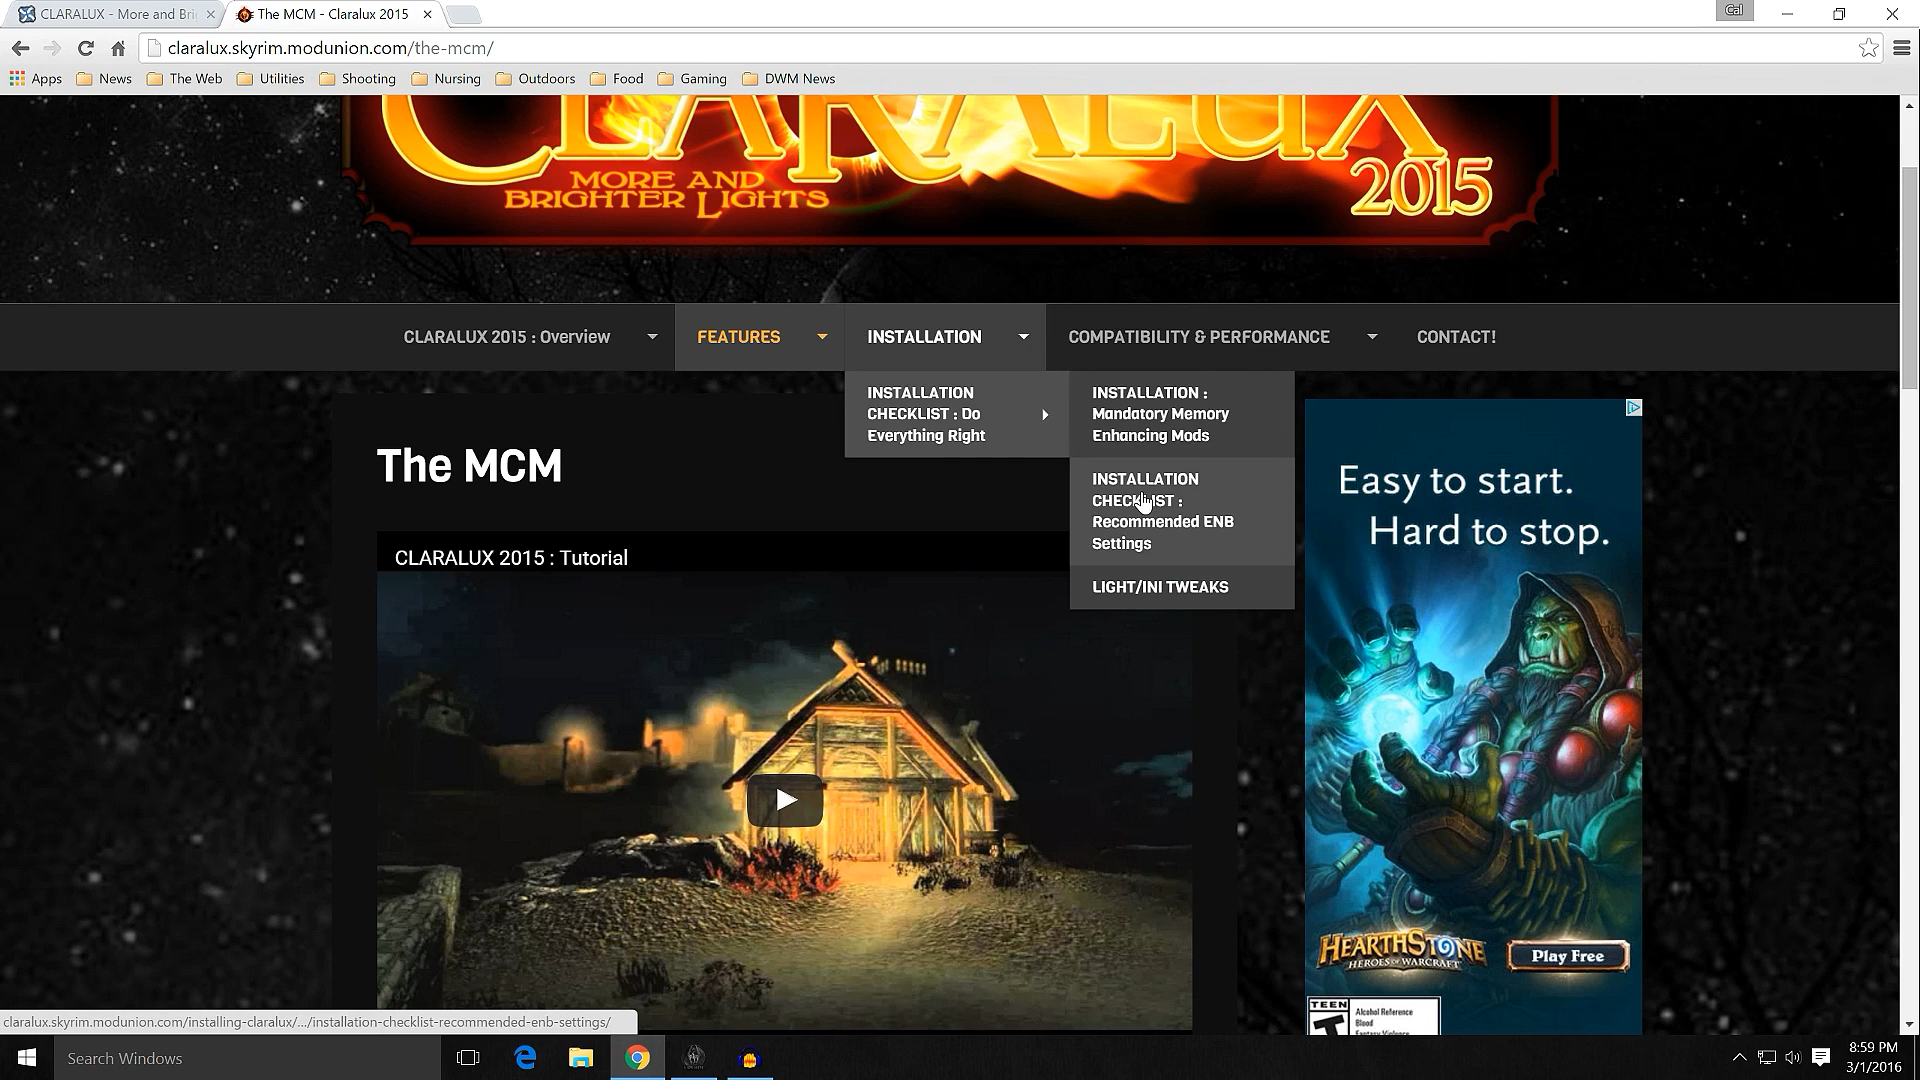 CLARALUX - More and Bri
The MCM - Claralux 2015
Cal
claralux.skyrim.modunion.com/the-mcm/
Apps
News
The Web
Utilities
Shooting
Nursing
Outdoors
Food
Gaming
DWM News
CLARALUX
MORE AND
BRIGHTER LIGHTS
2015
CLARALUX 2015 : Overview
FEATURES
INSTALLATION
COMPATIBILITY & PERFORMANCE
CONTACT!
INSTALLATION
CHECKLIST : Do
Everything Right
INSTALLATION :
Mandatory Memory
Enhancing Mods
INSTALLATION
CHECKLIST :
Recommended ENB
Settings
LIGHT/INI TWEAKS
The MCM
CLARALUX 2015 : Tutorial
Easy to start.
Hard to stop.
HEARTHSTONE
HEROES OF WARCRAFT
Play Free
TEEN
T
Alcohol Reference
Blood
Fantasy Violence
claralux.skyrim.modunion.com/installing-claralux/.../installation-checklist-recommended-enb-settings/
Search Windows
8:59 PM
3/1/2016